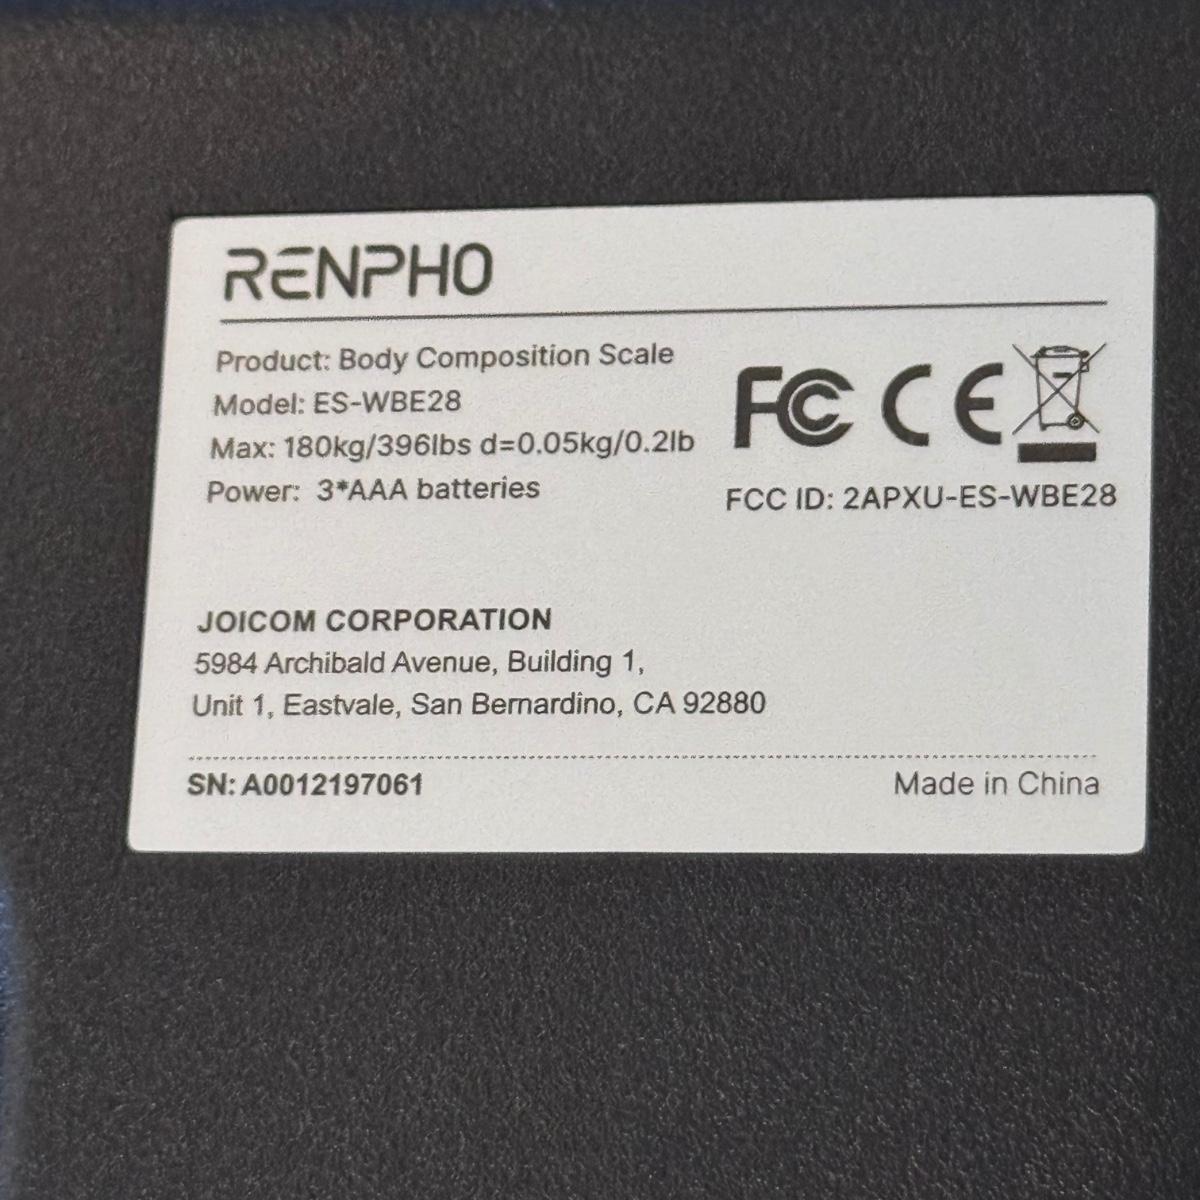 RENPHO
Product: Body Composition Scale
Model: ES-WBE28
Max: 180kg/396lbs d=0.05kg/0.2lb
Power: 3*AAA batteries
FC CE
FCC ID: 2APXU-ES-WBE28
JOICOM CORPORATION
5984 Archibald Avenue, Building 1,
Unit 1, Eastvale, San Bernardino, CA 92880
SN: A0012197061
Made in China